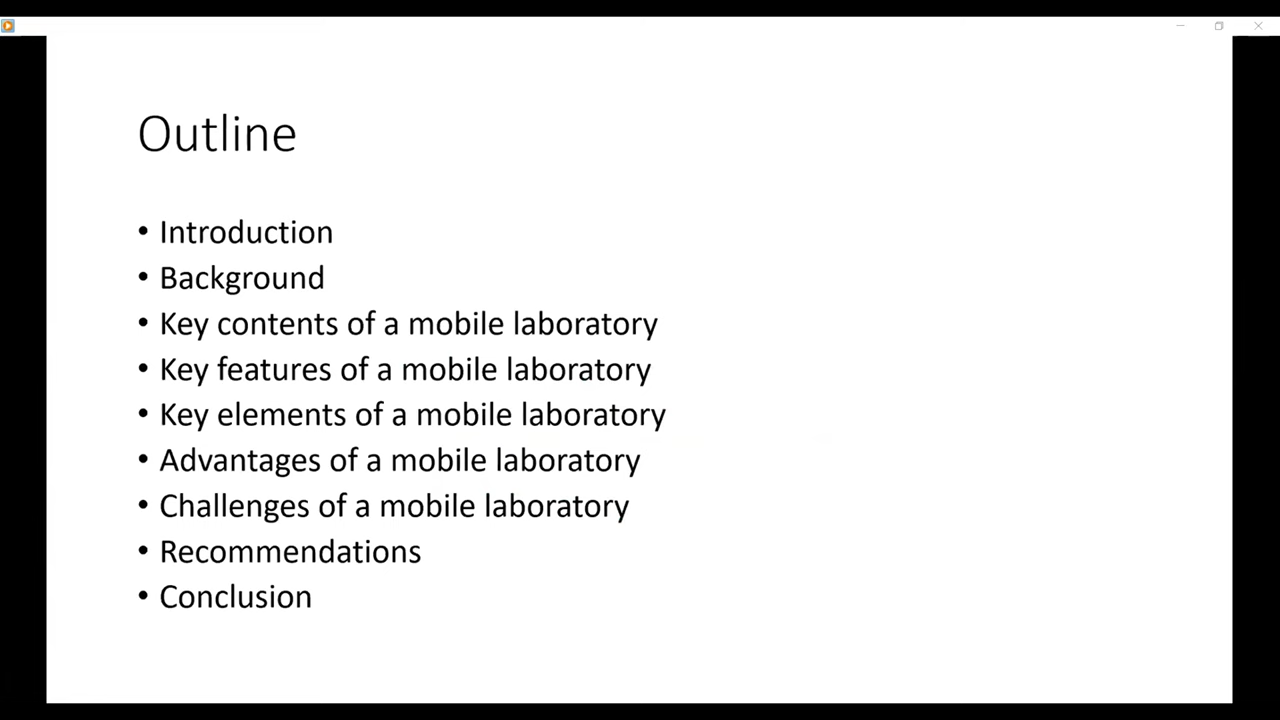 Outline
• Introduction
• Background
• Key contents of a mobile laboratory
• Key features of a mobile laboratory
• Key elements of a mobile laboratory
• Advantages of a mobile laboratory
• Challenges of a mobile laboratory
• Recommendations
• Conclusion